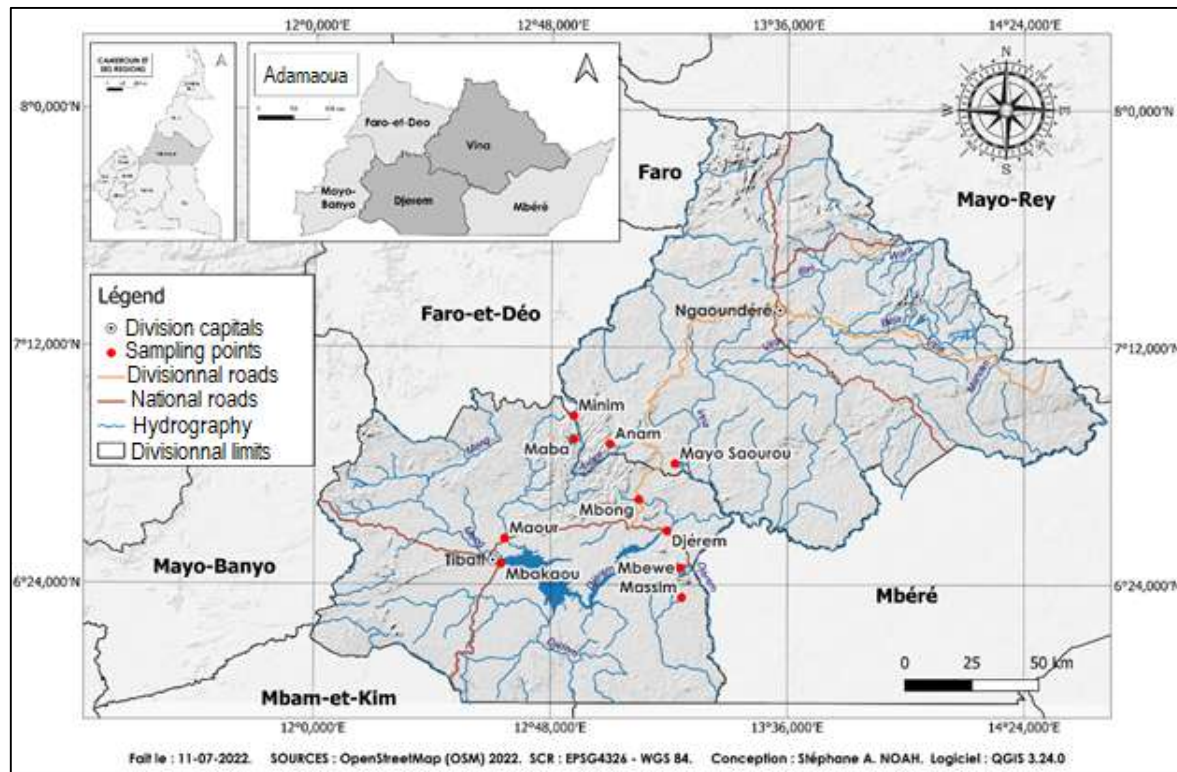 12°0,000'E 12°48,000'E 13°36,000'E 14°24,000'E
CAMEROUN ET
DES REGIONS
Adamaoua
Faro-et-Deo
Vina
Mayo-
Banyo
Djerem
Mbéré
N
W E
S
8°0,000'N 8°0,000'N
Faro
Mayo-Rey
Légend
Division capitals
Sampling points
Divisionnal roads
National roads
Hydrography
Divisionnal limits
Faro-et-Déo
Ngaoundéré
7°12,000'N 7°12,000'N
Vina
Minim
Maba
Anam
Meng
Mayo Saourou
Mbong
Maour
Djérem
Tibati
Mbakaou
Mbewe
Massim
Djerem
Mayo-Banyo
6°24,000'N 6°24,000'N
Mbéré
0 25 50 km
Mbam-et-Kim
12°0,000'E 12°48,000'E 13°36,000'E 14°24,000'E
Fait le : 11-07-2022. SOURCES : OpenStreetMap (OSM) 2022. SCR : EPSG4326 - WGS 84. Conception : Stéphane A. NOAH. Logiciel : QGIS 3.24.0